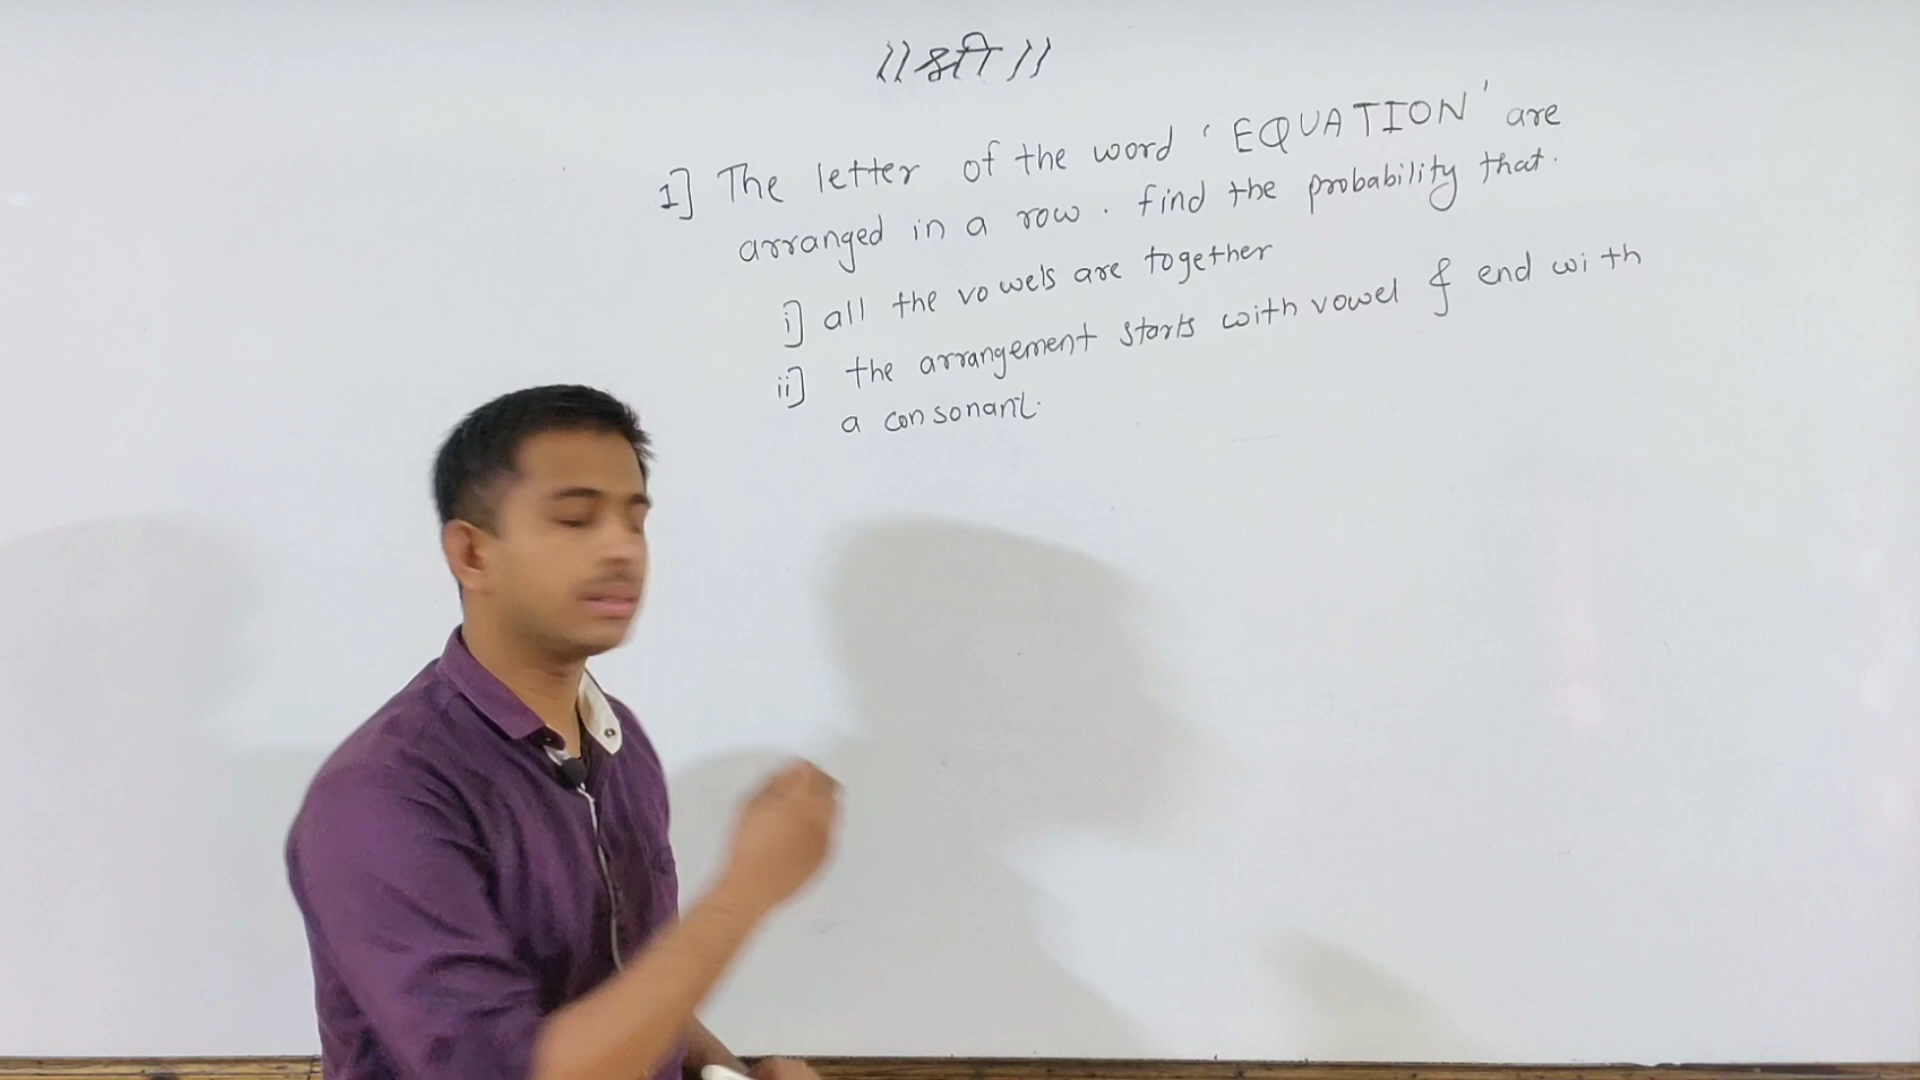 ॥ श्री ॥
1] The letter of the word 'EQUATION' are
arranged in a row. find the probability that.
i] all the vowels are together
ii] the arrangement starts with vowel & end with
a consonant.